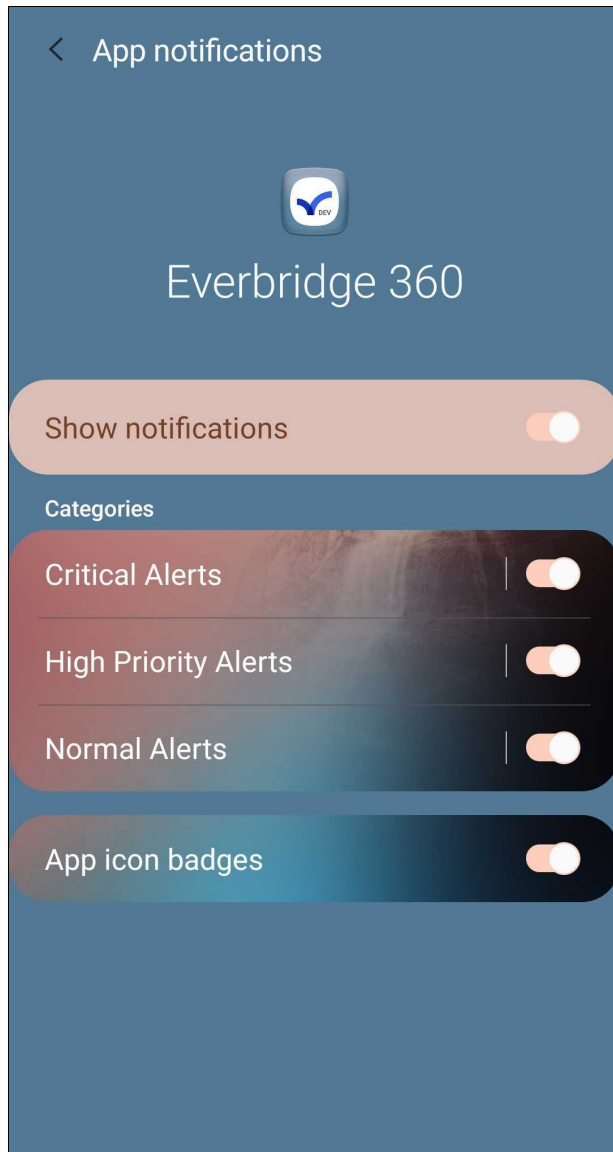 App notifications
DEV
Everbridge 360
Show notifications
Categories
Critical Alerts
High Priority Alerts
Normal Alerts
App icon badges